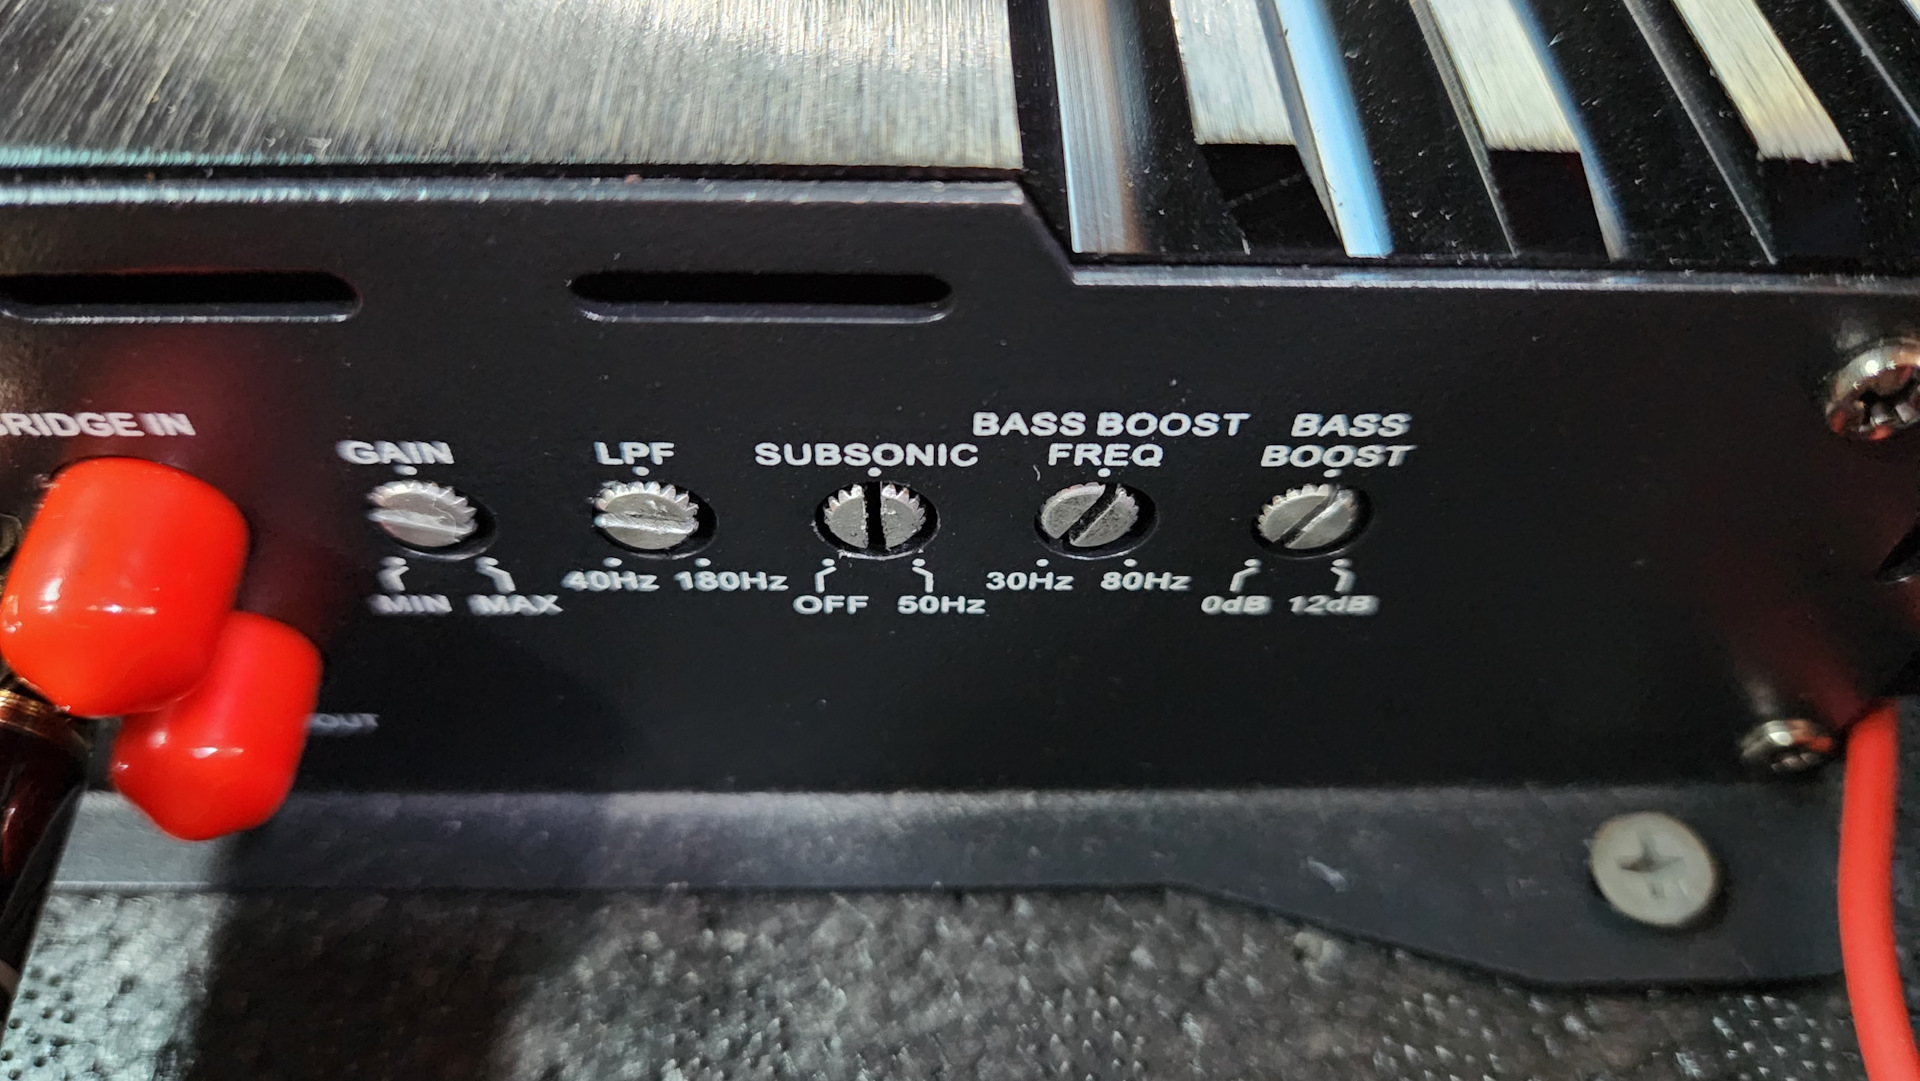 BRIDGE IN
GAIN
MIN MAX
LPF
40Hz 180Hz
SUBSONIC
OFF 50Hz
BASS BOOST
FREQ
30Hz 80Hz
BASS
BOOST
0dB 12dB
OUT